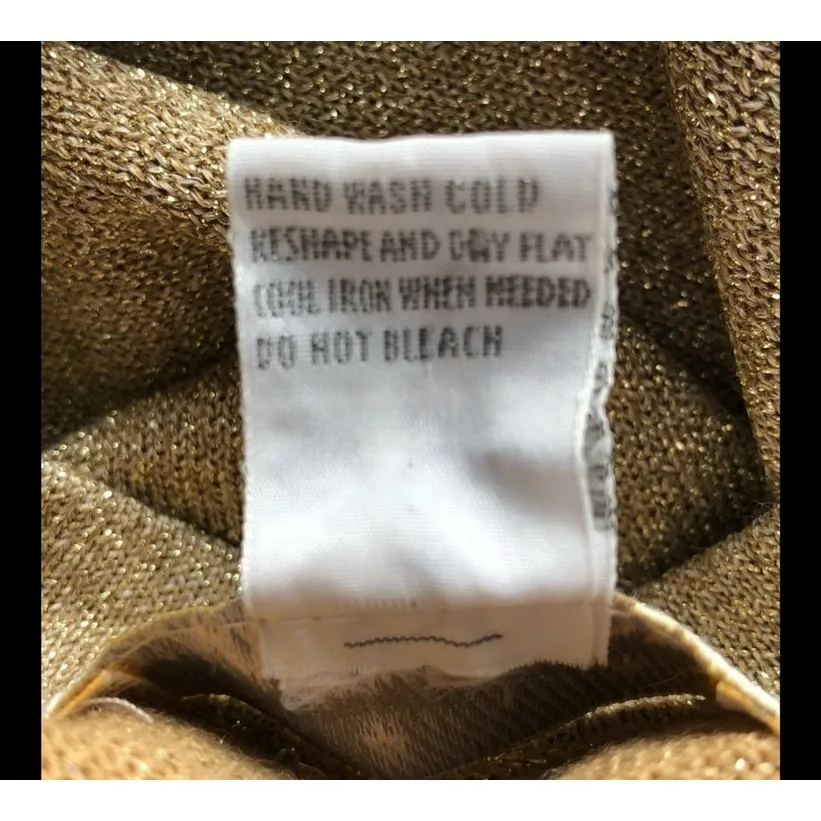 HAND WASH COLD
RESHAPE AND DRY FLAT
COOL IRON WHEN NEEDED
DO NOT BLEACH